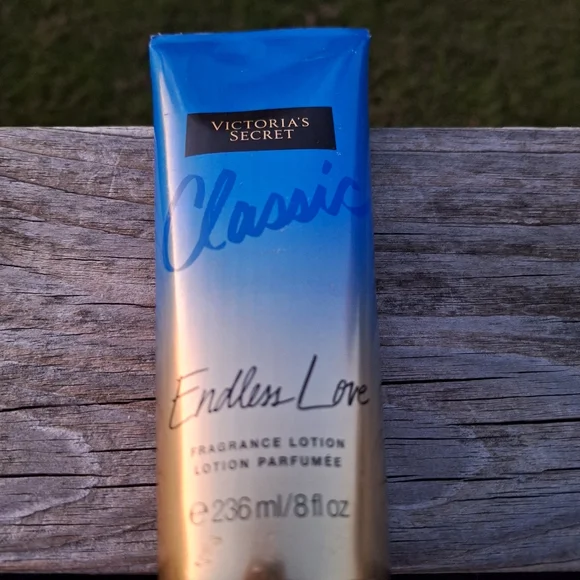 VICTORIA'S
SECRET
Classic
Endless Love
FRAGRANCE LOTION
LOTION PARFUMÉE
℮ 236 ml/8 fl oz